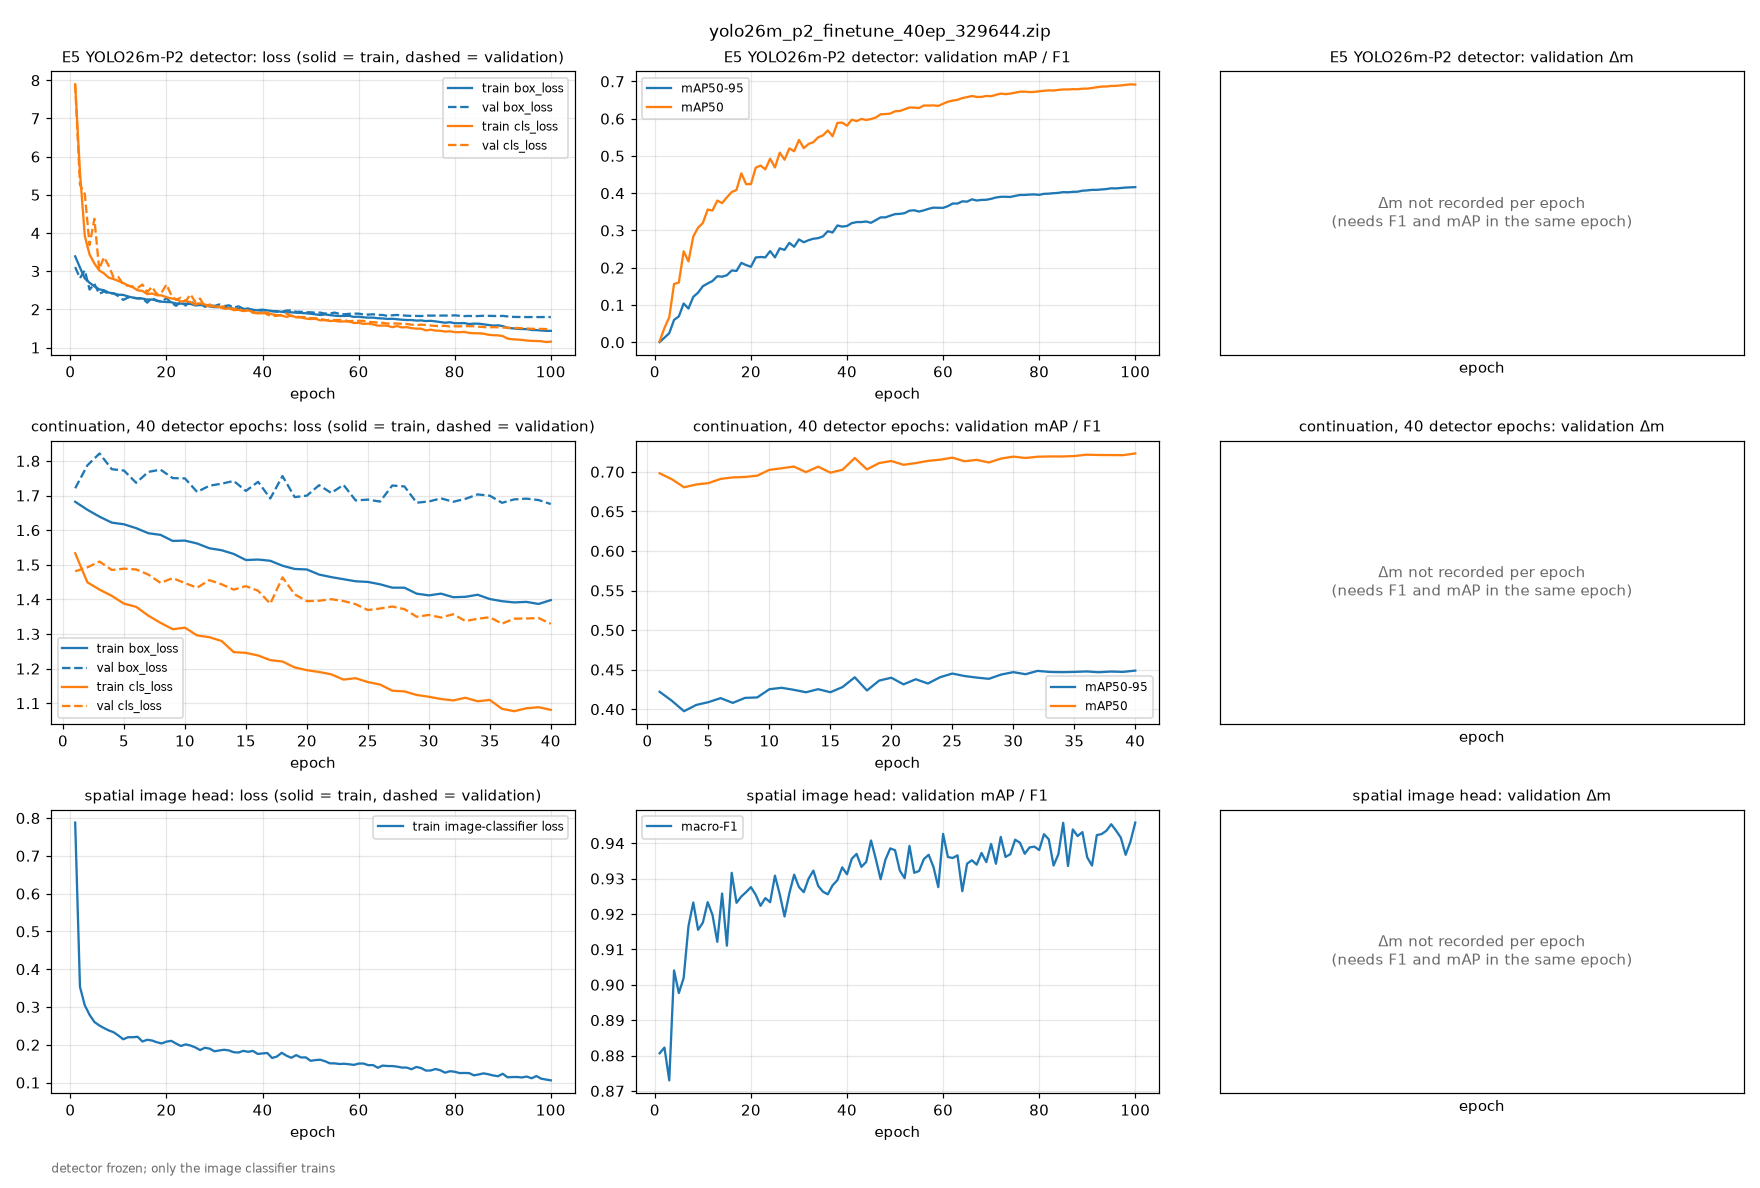 yolo26m_p2_finetune_40ep_329644.zip
E5 YOLO26m-P2 detector: loss (solid = train, dashed = validation)
8
7
6
5
4
3
2
1
train box_loss
val box_loss
train cls_loss
val cls_loss
0 20 40 60 80 100
epoch
E5 YOLO26m-P2 detector: validation mAP / F1
0.7
0.6
0.5
0.4
0.3
0.2
0.1
0.0
mAP50-95
mAP50
0 20 40 60 80 100
epoch
E5 YOLO26m-P2 detector: validation Δm
Δm not recorded per epoch
(needs F1 and mAP in the same epoch)
epoch
continuation, 40 detector epochs: loss (solid = train, dashed = validation)
1.8
1.7
1.6
1.5
1.4
1.3
1.2
1.1
train box_loss
val box_loss
train cls_loss
val cls_loss
0 5 10 15 20 25 30 35 40
epoch
continuation, 40 detector epochs: validation mAP / F1
0.70
0.65
0.60
0.55
0.50
0.45
0.40
mAP50-95
mAP50
0 5 10 15 20 25 30 35 40
epoch
continuation, 40 detector epochs: validation Δm
Δm not recorded per epoch
(needs F1 and mAP in the same epoch)
epoch
spatial image head: loss (solid = train, dashed = validation)
0.8
0.7
0.6
0.5
0.4
0.3
0.2
0.1
train image-classifier loss
0 20 40 60 80 100
epoch
spatial image head: validation mAP / F1
0.94
0.93
0.92
0.91
0.90
0.89
0.88
0.87
macro-F1
0 20 40 60 80 100
epoch
spatial image head: validation Δm
Δm not recorded per epoch
(needs F1 and mAP in the same epoch)
epoch
detector frozen; only the image classifier trains